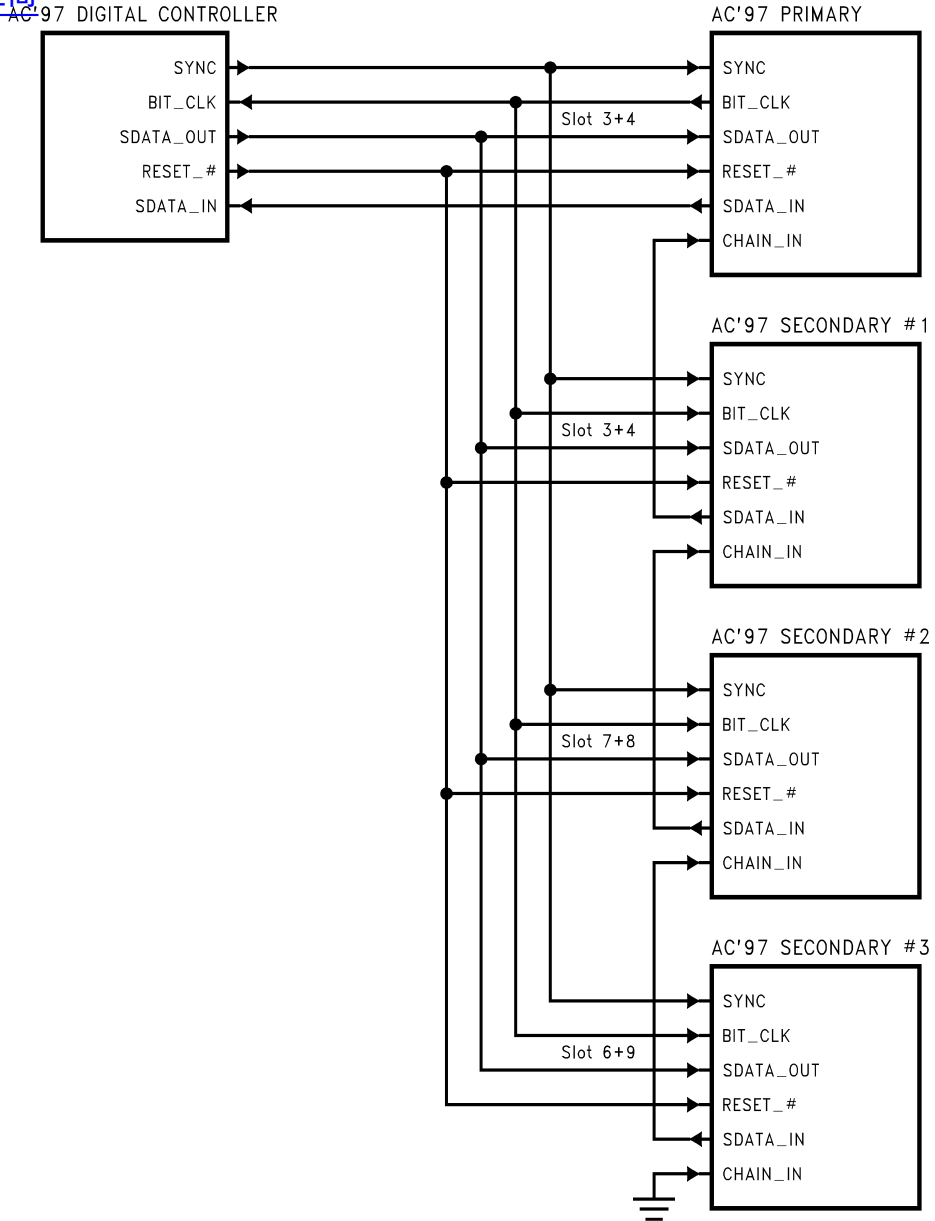 AC'97 DIGITAL CONTROLLER
SYNC
BIT_CLK
SDATA_OUT
RESET_#
SDATA_IN
AC'97 PRIMARY
SYNC
BIT_CLK
Slot 3+4
SDATA_OUT
RESET_#
SDATA_IN
CHAIN_IN
AC'97 SECONDARY #1
SYNC
BIT_CLK
Slot 3+4
SDATA_OUT
RESET_#
SDATA_IN
CHAIN_IN
AC'97 SECONDARY #2
SYNC
BIT_CLK
Slot 7+8
SDATA_OUT
RESET_#
SDATA_IN
CHAIN_IN
AC'97 SECONDARY #3
SYNC
BIT_CLK
Slot 6+9
SDATA_OUT
RESET_#
SDATA_IN
CHAIN_IN